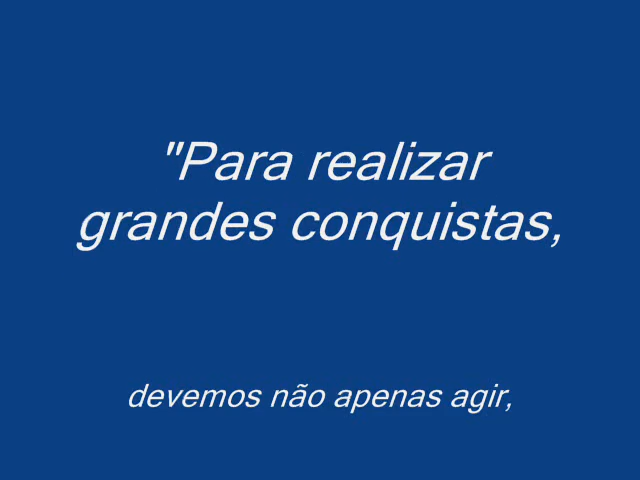 "Para realizar
grandes conquistas,
devemos não apenas agir,